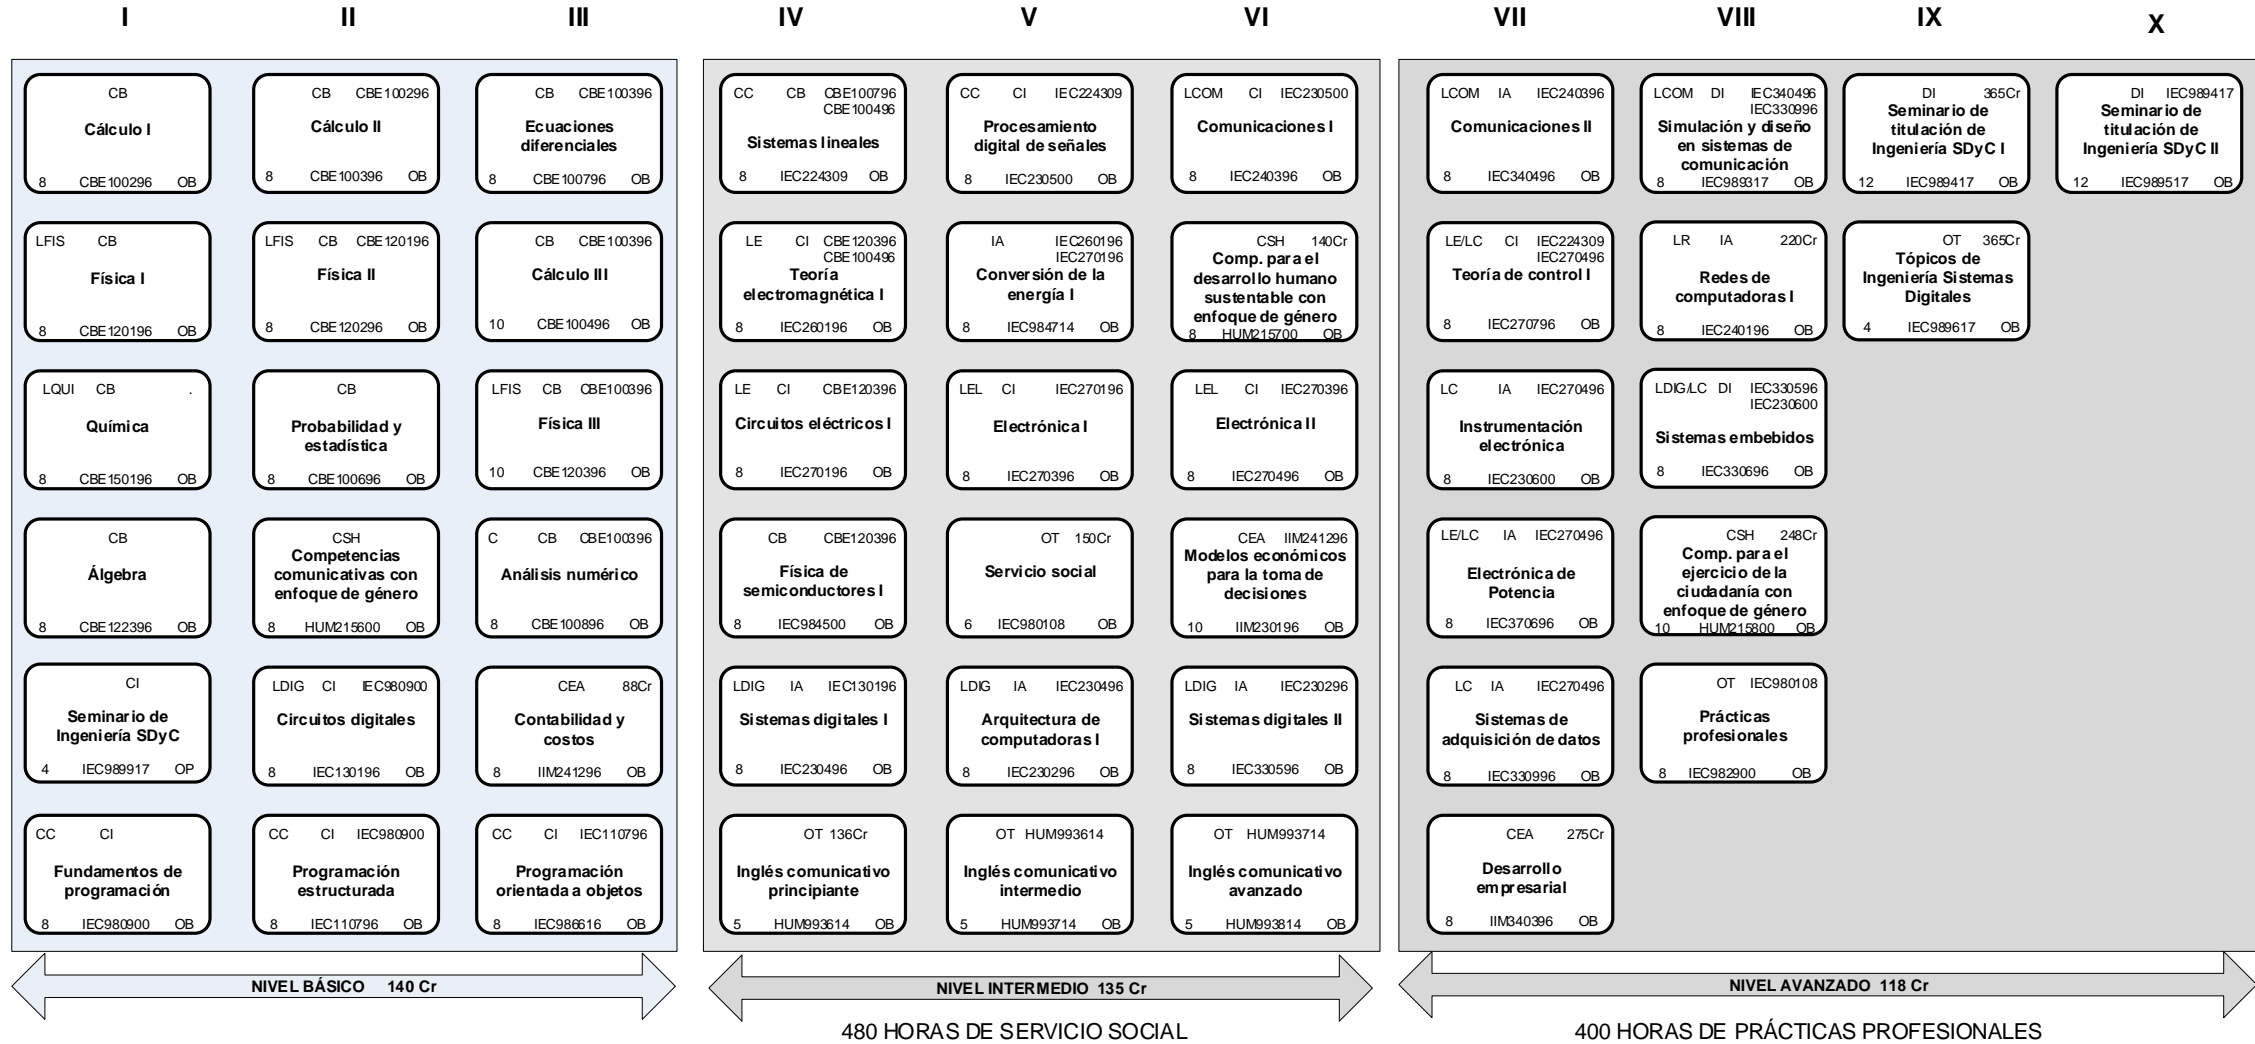 I II III IV V VI VII VIII IX X
CB
Cálculo I
8 CBE100296 OB
CB CBE100296
Cálculo II
8 CBE100396 OB
CB CBE100396
Ecuaciones
diferenciales
8 CBE100796 OB
CC CB CBE100796
CBE100496
Sistemas lineales
8 IEC224309 OB
CC CI IEC224309
Procesamiento
digital de señales
8 IEC230500 OB
LCOM CI IEC230500
Comunicaciones I
8 IEC240396 OB
LCOM IA IEC240396
Comunicaciones II
8 IEC340496 OB
LCOM DI IEC340496
IEC330996
Simulación y diseño
en sistemas de
comunicación
8 IEC989317 OB
DI 365Cr
Seminario de
titulación de
Ingeniería SDyC I
12 IEC989417 OB
DI IEC989417
Seminario de
titulación de
Ingeniería SDyC II
12 IEC989517 OB
LFIS CB
Física I
8 CBE120196 OB
LFIS CB CBE120196
Física II
8 CBE120296 OB
CB CBE100396
Cálculo III
10 CBE100496 OB
LE CI CBE120396
CBE100496
Teoría
electromagnética I
8 IEC260196 OB
IA IEC260196
IEC270196
Conversión de la
energía I
8 IEC984714 OB
CSH 140Cr
Comp. para el
desarrollo humano
sustentable con
enfoque de género
8 HUM215700 OB
LE/LC CI IEC224309
IEC270496
Teoría de control I
8 IEC270796 OB
LR IA 220Cr
Redes de
computadoras I
8 IEC240196 OB
OT 365Cr
Tópicos de
Ingeniería Sistemas
Digitales
4 IEC989617 OB
LQUI CB .
Química
8 CBE150196 OB
CB
Probabilidad y
estadística
8 CBE100696 OB
LFIS CB CBE100396
Física III
10 CBE120396 OB
LE CI CBE120396
Circuitos eléctricos I
8 IEC270196 OB
LEL CI IEC270196
Electrónica I
8 IEC270396 OB
LEL CI IEC270396
Electrónica II
8 IEC270496 OB
LC IA IEC270496
Instrumentación
electrónica
8 IEC230600 OB
LDIG/LC DI IEC330596
IEC230600
Sistemas embebidos
8 IEC330696 OB
CB
Álgebra
8 CBE122396 OB
CSH
Competencias
comunicativas con
enfoque de género
8 HUM215600 OB
C CB CBE100396
Análisis numérico
8 CBE100896 OB
CB CBE120396
Física de
semiconductores I
8 IEC984500 OB
OT 150Cr
Servicio social
6 IEC980108 OB
CEA IIM241296
Modelos económicos
para la toma de
decisiones
10 IIM230196 OB
LE/LC IA IEC270496
Electrónica de
Potencia
8 IEC370696 OB
CSH 248Cr
Comp. para el
ejercicio de la
ciudadanía con
enfoque de género
10 HUM215800 OB
CI
Seminario de
Ingeniería SDyC
4 IEC989917 OP
LDIG CI IEC980900
Circuitos digitales
8 IEC130196 OB
CEA 88Cr
Contabilidad y
costos
8 IIM241296 OB
LDIG IA IEC130196
Sistemas digitales I
8 IEC230496 OB
LDIG IA IEC230496
Arquitectura de
computadoras I
8 IEC230296 OB
LDIG IA IEC230296
Sistemas digitales II
8 IEC330596 OB
LC IA IEC270496
Sistemas de
adquisición de datos
8 IEC330996 OB
OT IEC980108
Prácticas
profesionales
8 IEC982900 OB
CC CI
Fundamentos de
programación
8 IEC980900 OB
CC CI IEC980900
Programación
estructurada
8 IEC110796 OB
CC CI IEC110796
Programación
orientada a objetos
8 IEC986616 OB
OT 136Cr
Inglés comunicativo
principiante
5 HUM993614 OB
OT HUM993614
Inglés comunicativo
intermedio
5 HUM993714 OB
OT HUM993714
Inglés comunicativo
avanzado
5 HUM993814 OB
CEA 275Cr
Desarrollo
empresarial
8 IIM340396 OB
NIVEL BÁSICO 140 Cr
NIVEL INTERMEDIO 135 Cr
NIVEL AVANZADO 118 Cr
480 HORAS DE SERVICIO SOCIAL
400 HORAS DE PRÁCTICAS PROFESIONALES